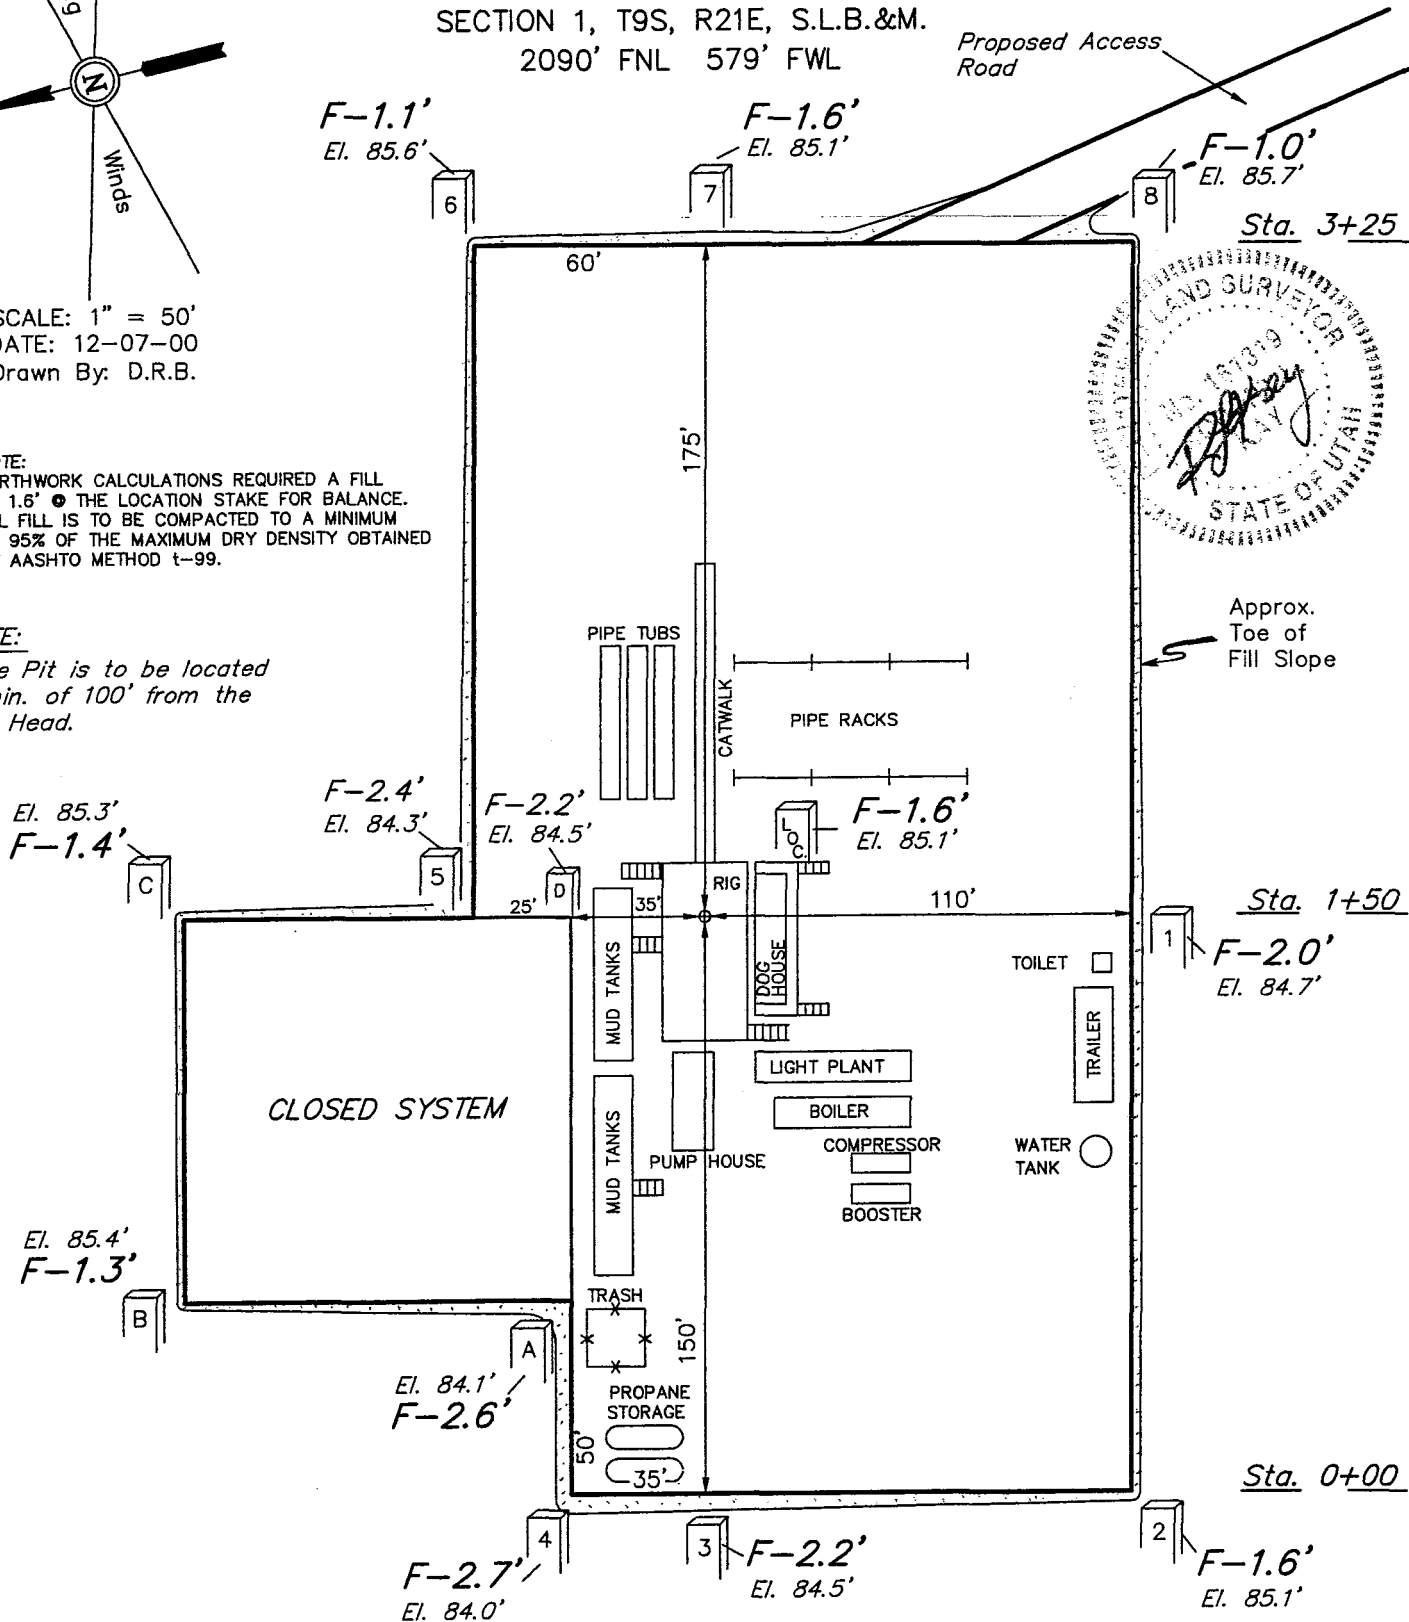 SECTION 1, T9S, R21E, S.L.B.&M.
2090' FNL 579' FWL
Proposed Access
Road
N
Winds
F-1.1'
El. 85.6'
6
F-1.6'
El. 85.1'
7
F-1.0'
El. 85.7'
8
Sta. 3+25
60'
SCALE: 1" = 50'
DATE: 12-07-00
Drawn By: D.R.B.
LAND SURVEYOR
No. 161319
KAY
STATE OF UTAH
175'
RTHWORK CALCULATIONS REQUIRED A FILL
1.6' @ THE LOCATION STAKE FOR BALANCE.
L FILL IS TO BE COMPACTED TO A MINIMUM
95% OF THE MAXIMUM DRY DENSITY OBTAINED
AASHTO METHOD t-99.
Approx.
Toe of
Fill Slope
TE:
e Pit is to be located
in. of 100' from the
Head.
PIPE TUBS
CATWALK
PIPE RACKS
El. 85.3'
F-1.4'
C
F-2.4'
El. 84.3'
5
F-2.2'
El. 84.5'
D
LOC.
F-1.6'
El. 85.1'
RIG
25'
35'
110'
Sta. 1+50
1
F-2.0'
El. 84.7'
MUD TANKS
DOG
HOUSE
TOILET
TRAILER
LIGHT PLANT
BOILER
CLOSED SYSTEM
MUD TANKS
PUMP HOUSE
COMPRESSOR
BOOSTER
WATER
TANK
El. 85.4'
F-1.3'
B
TRASH
A
El. 84.1'
F-2.6'
150'
PROPANE
STORAGE
50'
35'
Sta. 0+00
4
F-2.7'
El. 84.0'
3
F-2.2'
El. 84.5'
2
F-1.6'
El. 85.1'